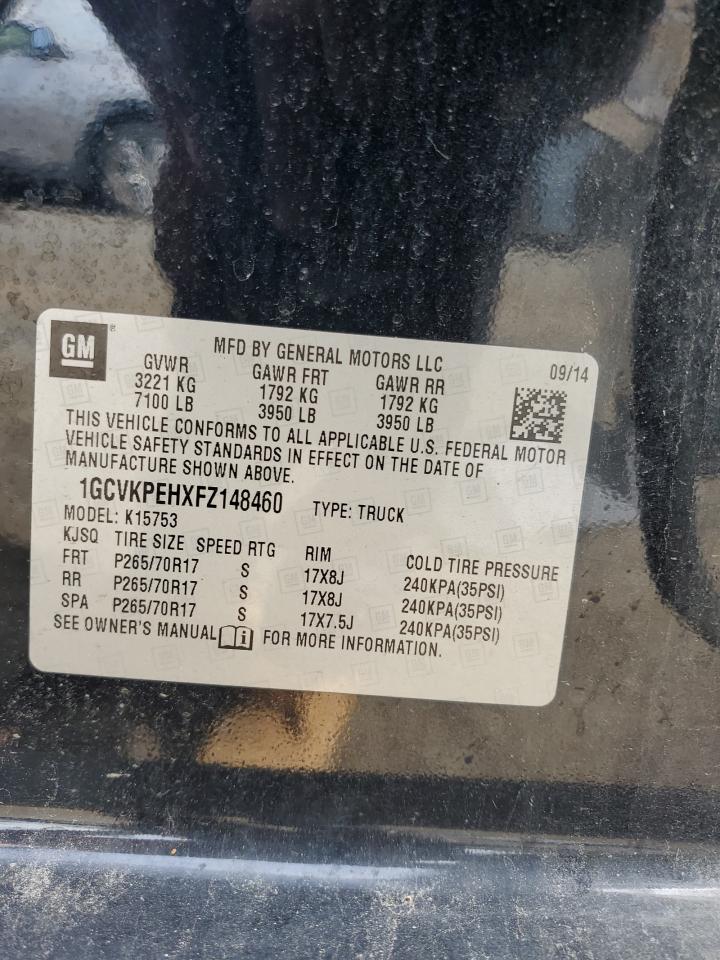 GM
MFD BY GENERAL MOTORS LLC
09/14
GVWR GAWR FRT GAWR RR
3221 KG 1792 KG 1792 KG
7100 LB 3950 LB 3950 LB
THIS VEHICLE CONFORMS TO ALL APPLICABLE U.S. FEDERAL MOTOR
VEHICLE SAFETY STANDARDS IN EFFECT ON THE DATE OF
MANUFACTURE SHOWN ABOVE.
1GCVKPEHXFZ148460 TYPE: TRUCK
MODEL: K15753
KJSQ TIRE SIZE SPEED RTG RIM COLD TIRE PRESSURE
FRT P265/70R17 S 17X8J 240KPA(35PSI)
RR P265/70R17 S 17X8J 240KPA(35PSI)
SPA P265/70R17 S 17X7.5J 240KPA(35PSI)
SEE OWNER'S MANUAL i FOR MORE INFORMATION.